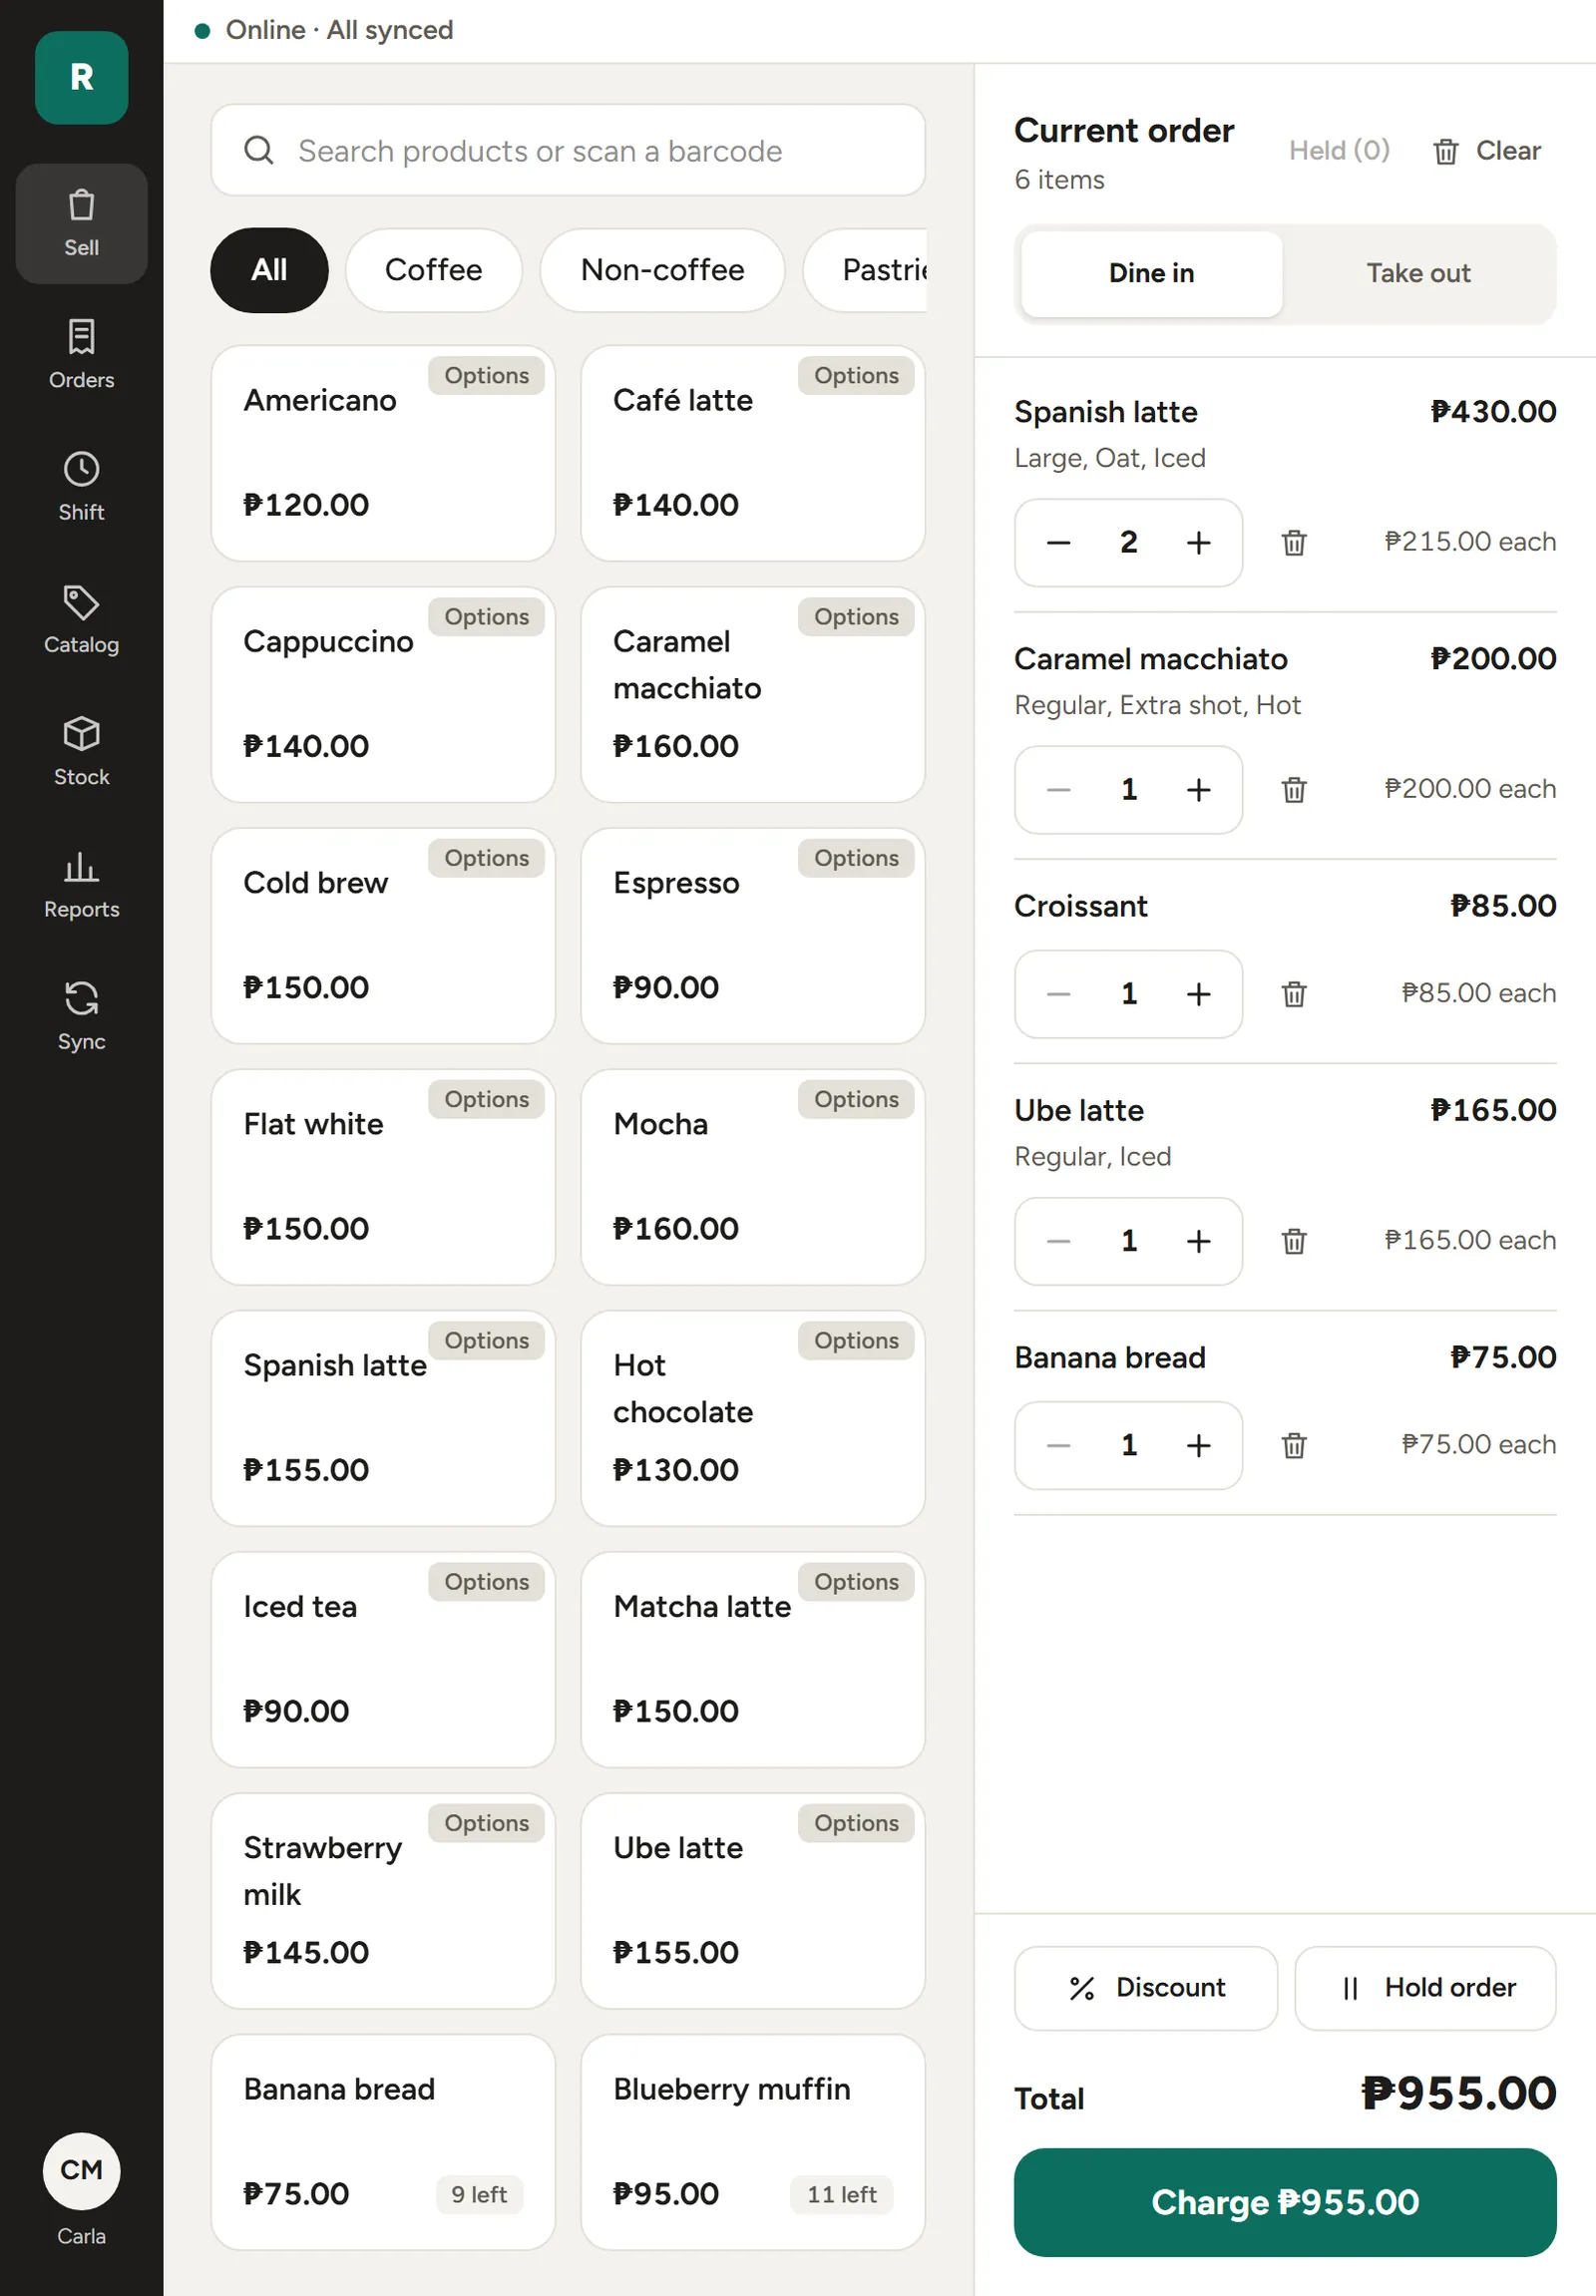 R
Sell
Orders
Shift
Catalog
Stock
Reports
Sync
CM
Carla
Online · All synced
Search products or scan a barcode
All
Coffee
Non-coffee
Pastrie
Americano
Options
₱120.00
Café latte
Options
₱140.00
Cappuccino
Options
₱140.00
Caramel
macchiato
Options
₱160.00
Cold brew
Options
₱150.00
Espresso
Options
₱90.00
Flat white
Options
₱150.00
Mocha
Options
₱160.00
Spanish latte
Options
₱155.00
Hot
chocolate
Options
₱130.00
Iced tea
Options
₱90.00
Matcha latte
Options
₱150.00
Strawberry
milk
Options
₱145.00
Ube latte
Options
₱155.00
Banana bread
₱75.00
9 left
Blueberry muffin
₱95.00
11 left
Current order
6 items
Held (0)
Clear
Dine in
Take out
Spanish latte ₱430.00
Large, Oat, Iced
2 ₱215.00 each
Caramel macchiato ₱200.00
Regular, Extra shot, Hot
1 ₱200.00 each
Croissant ₱85.00
1 ₱85.00 each
Ube latte ₱165.00
Regular, Iced
1 ₱165.00 each
Banana bread ₱75.00
1 ₱75.00 each
Discount
Hold order
Total ₱955.00
Charge ₱955.00